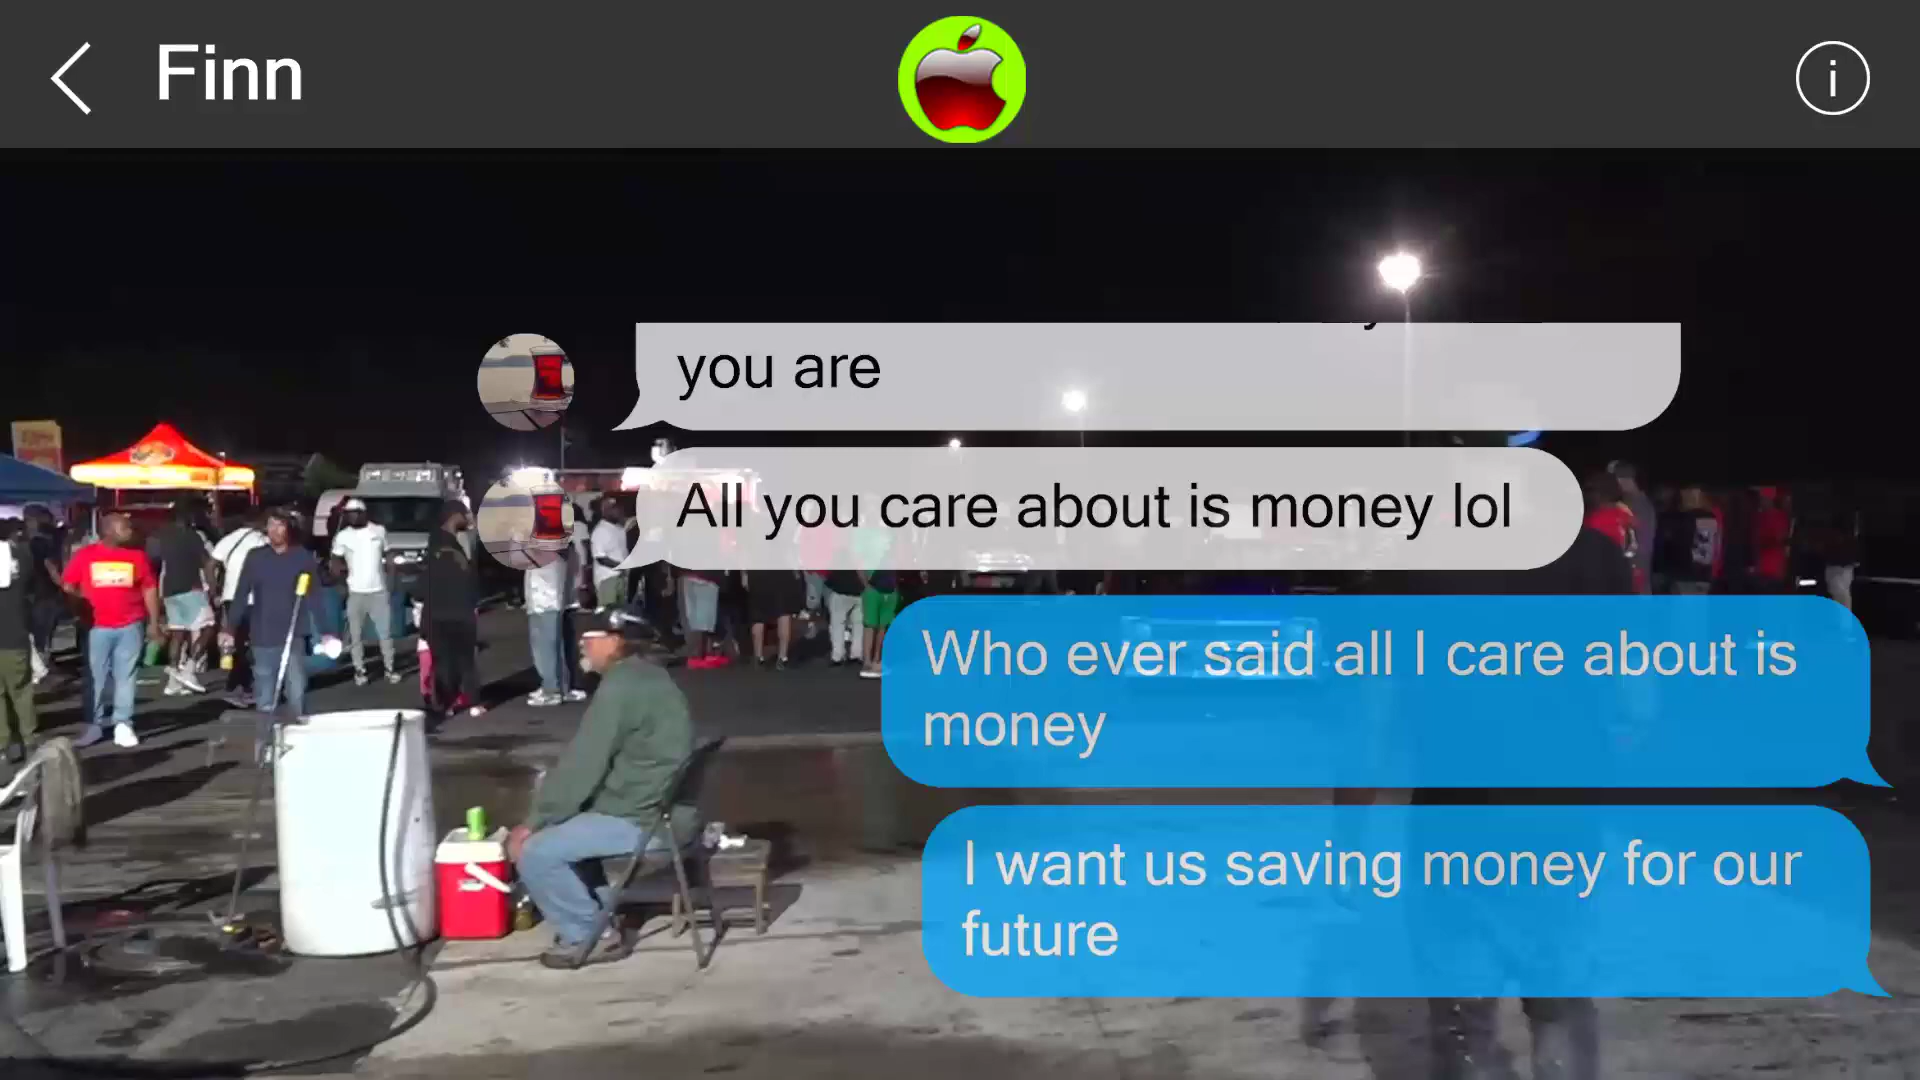 Finn
you are
All you care about is money lol
Who ever said all I care about is
money
I want us saving money for our
future